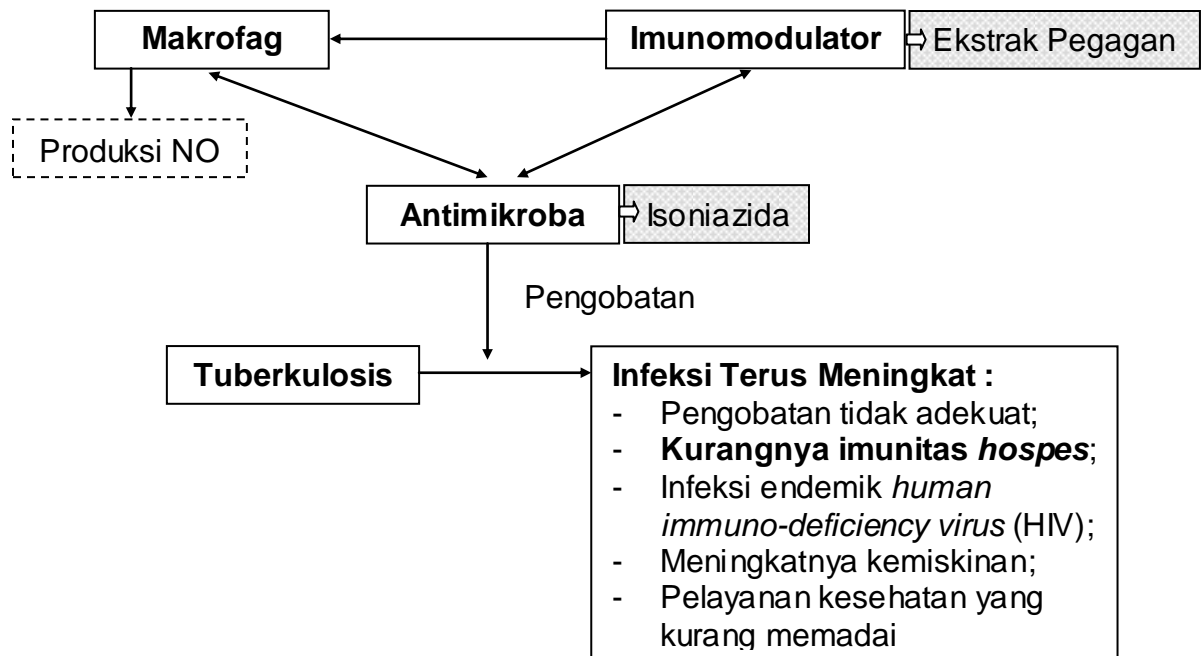 Makrofag
Imunomodulator
Ekstrak Pegagan
Produksi NO
Antimikroba
Isoniazida
Pengobatan
Tuberkulosis
Infeksi Terus Meningkat :
- Pengobatan tidak adekuat;
- Kurangnya imunitas hospes;
- Infeksi endemik human
immuno-deficiency virus (HIV);
- Meningkatnya kemiskinan;
- Pelayanan kesehatan yang
kurang memadai